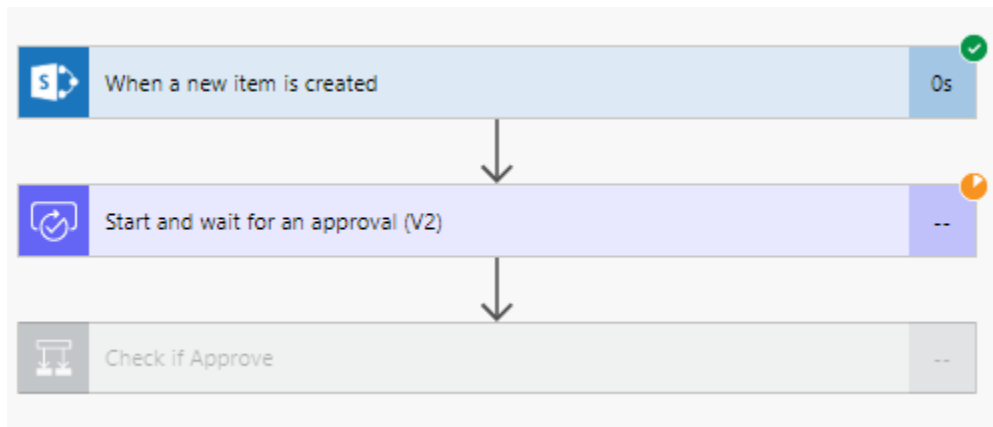 When a new item is created
0s
Start and wait for an approval (V2)
--
Check if Approve
--